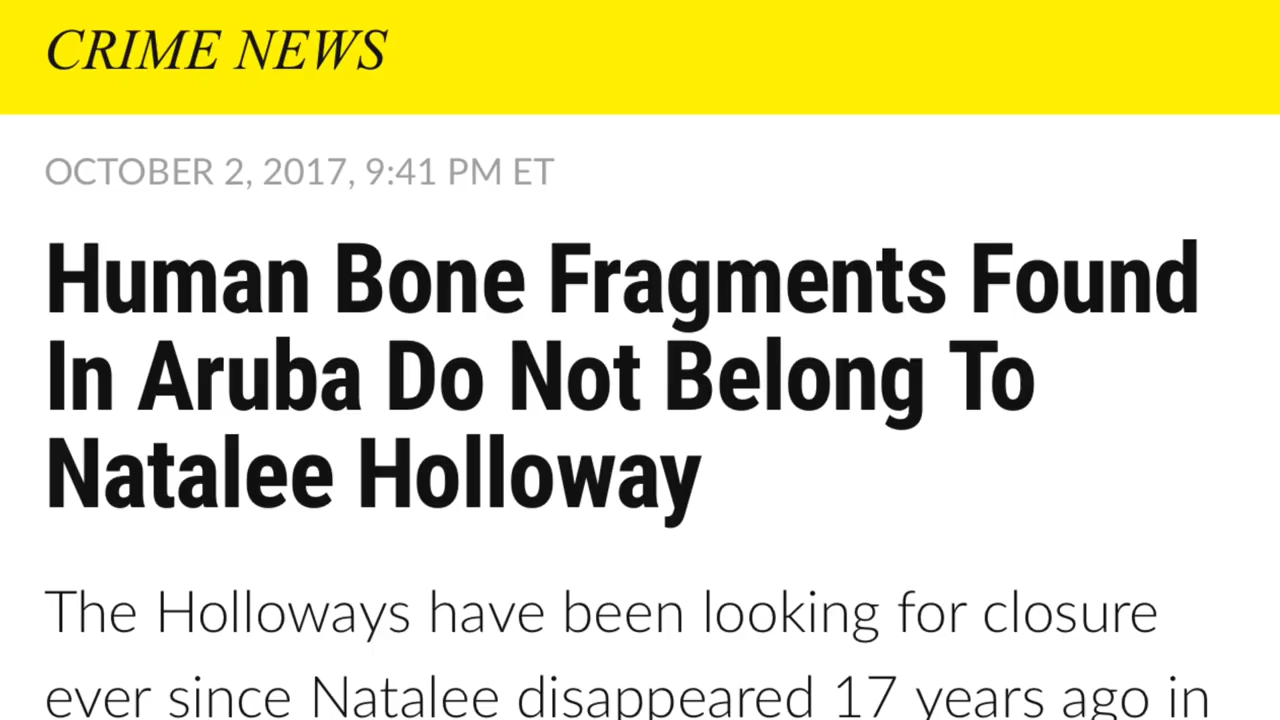 CRIME NEWS
OCTOBER 2, 2017, 9:41 PM ET
Human Bone Fragments Found
In Aruba Do Not Belong To
Natalee Holloway
The Holloways have been looking for closure
ever since Natalee disappeared 17 years ago in